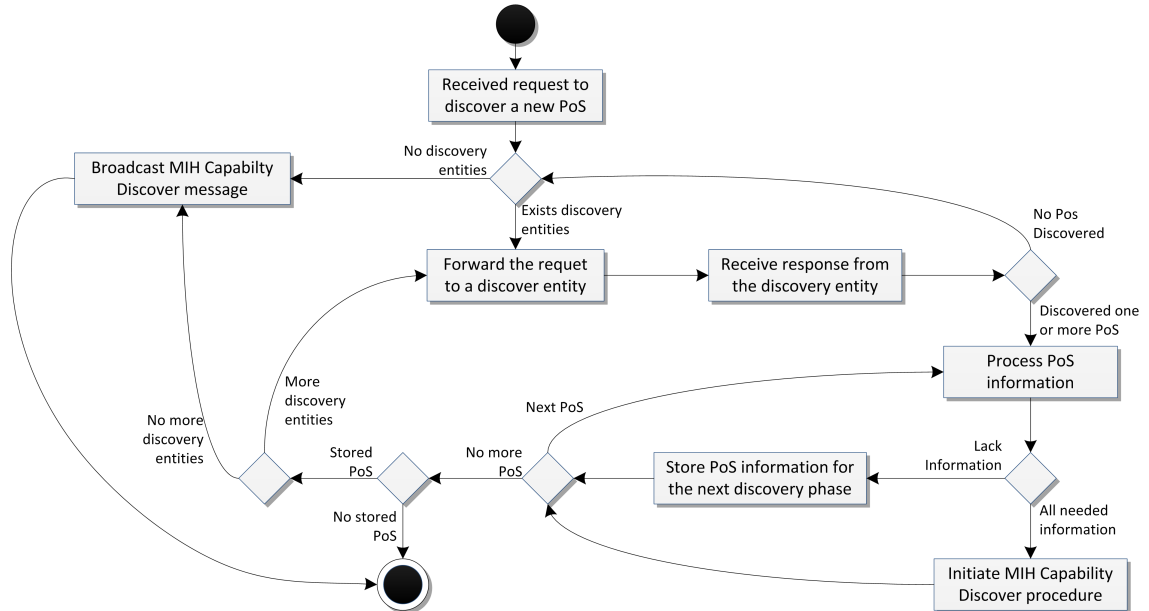 Received request to
discover a new PoS
No discovery
entities
Broadcast MIH Capabilty
Discover message
Exists discovery
entities
No Pos
Discovered
Forward the requet
to a discover entity
Receive response from
the discovery entity
Discovered one
or more PoS
Process PoS
information
More
discovery
entities
Next PoS
No more
discovery
entities
Stored
PoS
No more
PoS
Store PoS information for
the next discovery phase
Lack
Information
No stored
PoS
All needed
information
Initiate MIH Capability
Discover procedure